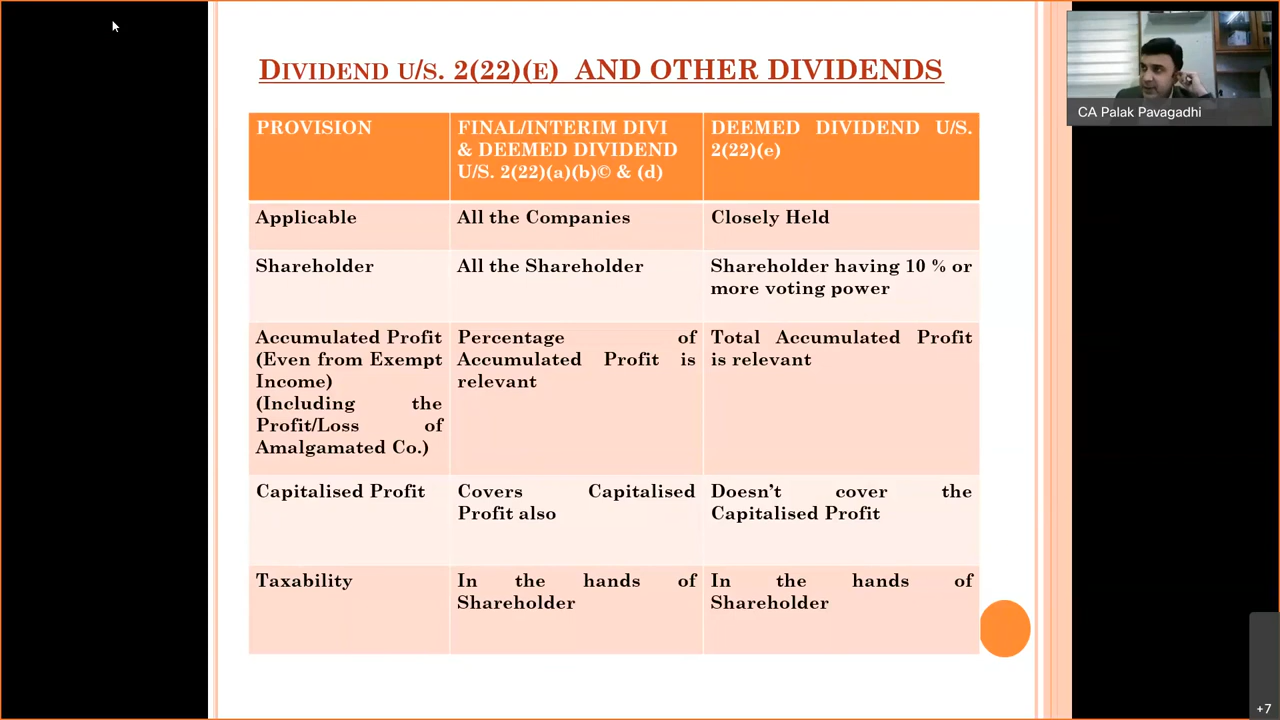 DIVIDEND U/S. 2(22)(E) AND OTHER DIVIDENDS
CA Palak Pavagadhi
PROVISION
FINAL/INTERIM DIVI
& DEEMED DIVIDEND
U/S. 2(22)(a)(b)© & (d)
DEEMED DIVIDEND U/S.
2(22)(e)
Applicable
All the Companies
Closely Held
Shareholder
All the Shareholder
Shareholder having 10 % or
more voting power
Accumulated Profit
(Even from Exempt
Income)
(Including the
Profit/Loss of
Amalgamated Co.)
Percentage of
Accumulated Profit is
relevant
Total Accumulated Profit
is relevant
Capitalised Profit
Covers Capitalised
Profit also
Doesn't cover the
Capitalised Profit
Taxability
In the hands of
Shareholder
In the hands of
Shareholder
+7